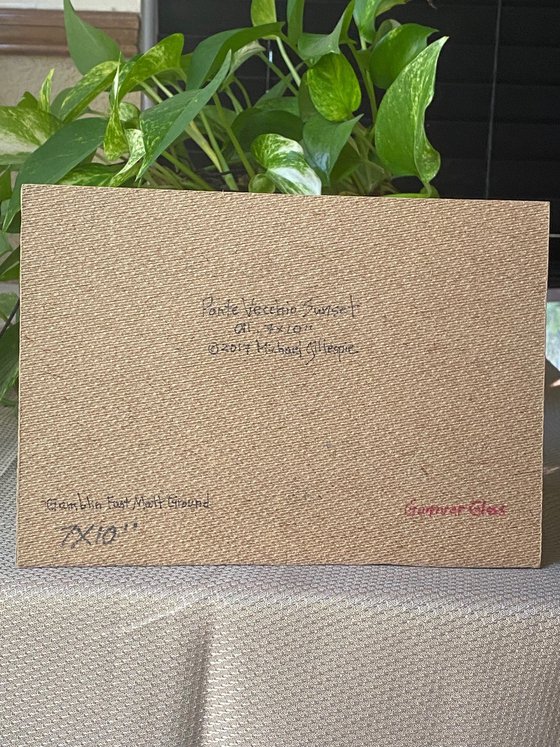 Ponte Vecchio Sunset
Oil, 7x10"
©2017 Michael Gillespie
Gamblin Fast Matt Ground
7X10"
Gamvar Gloss